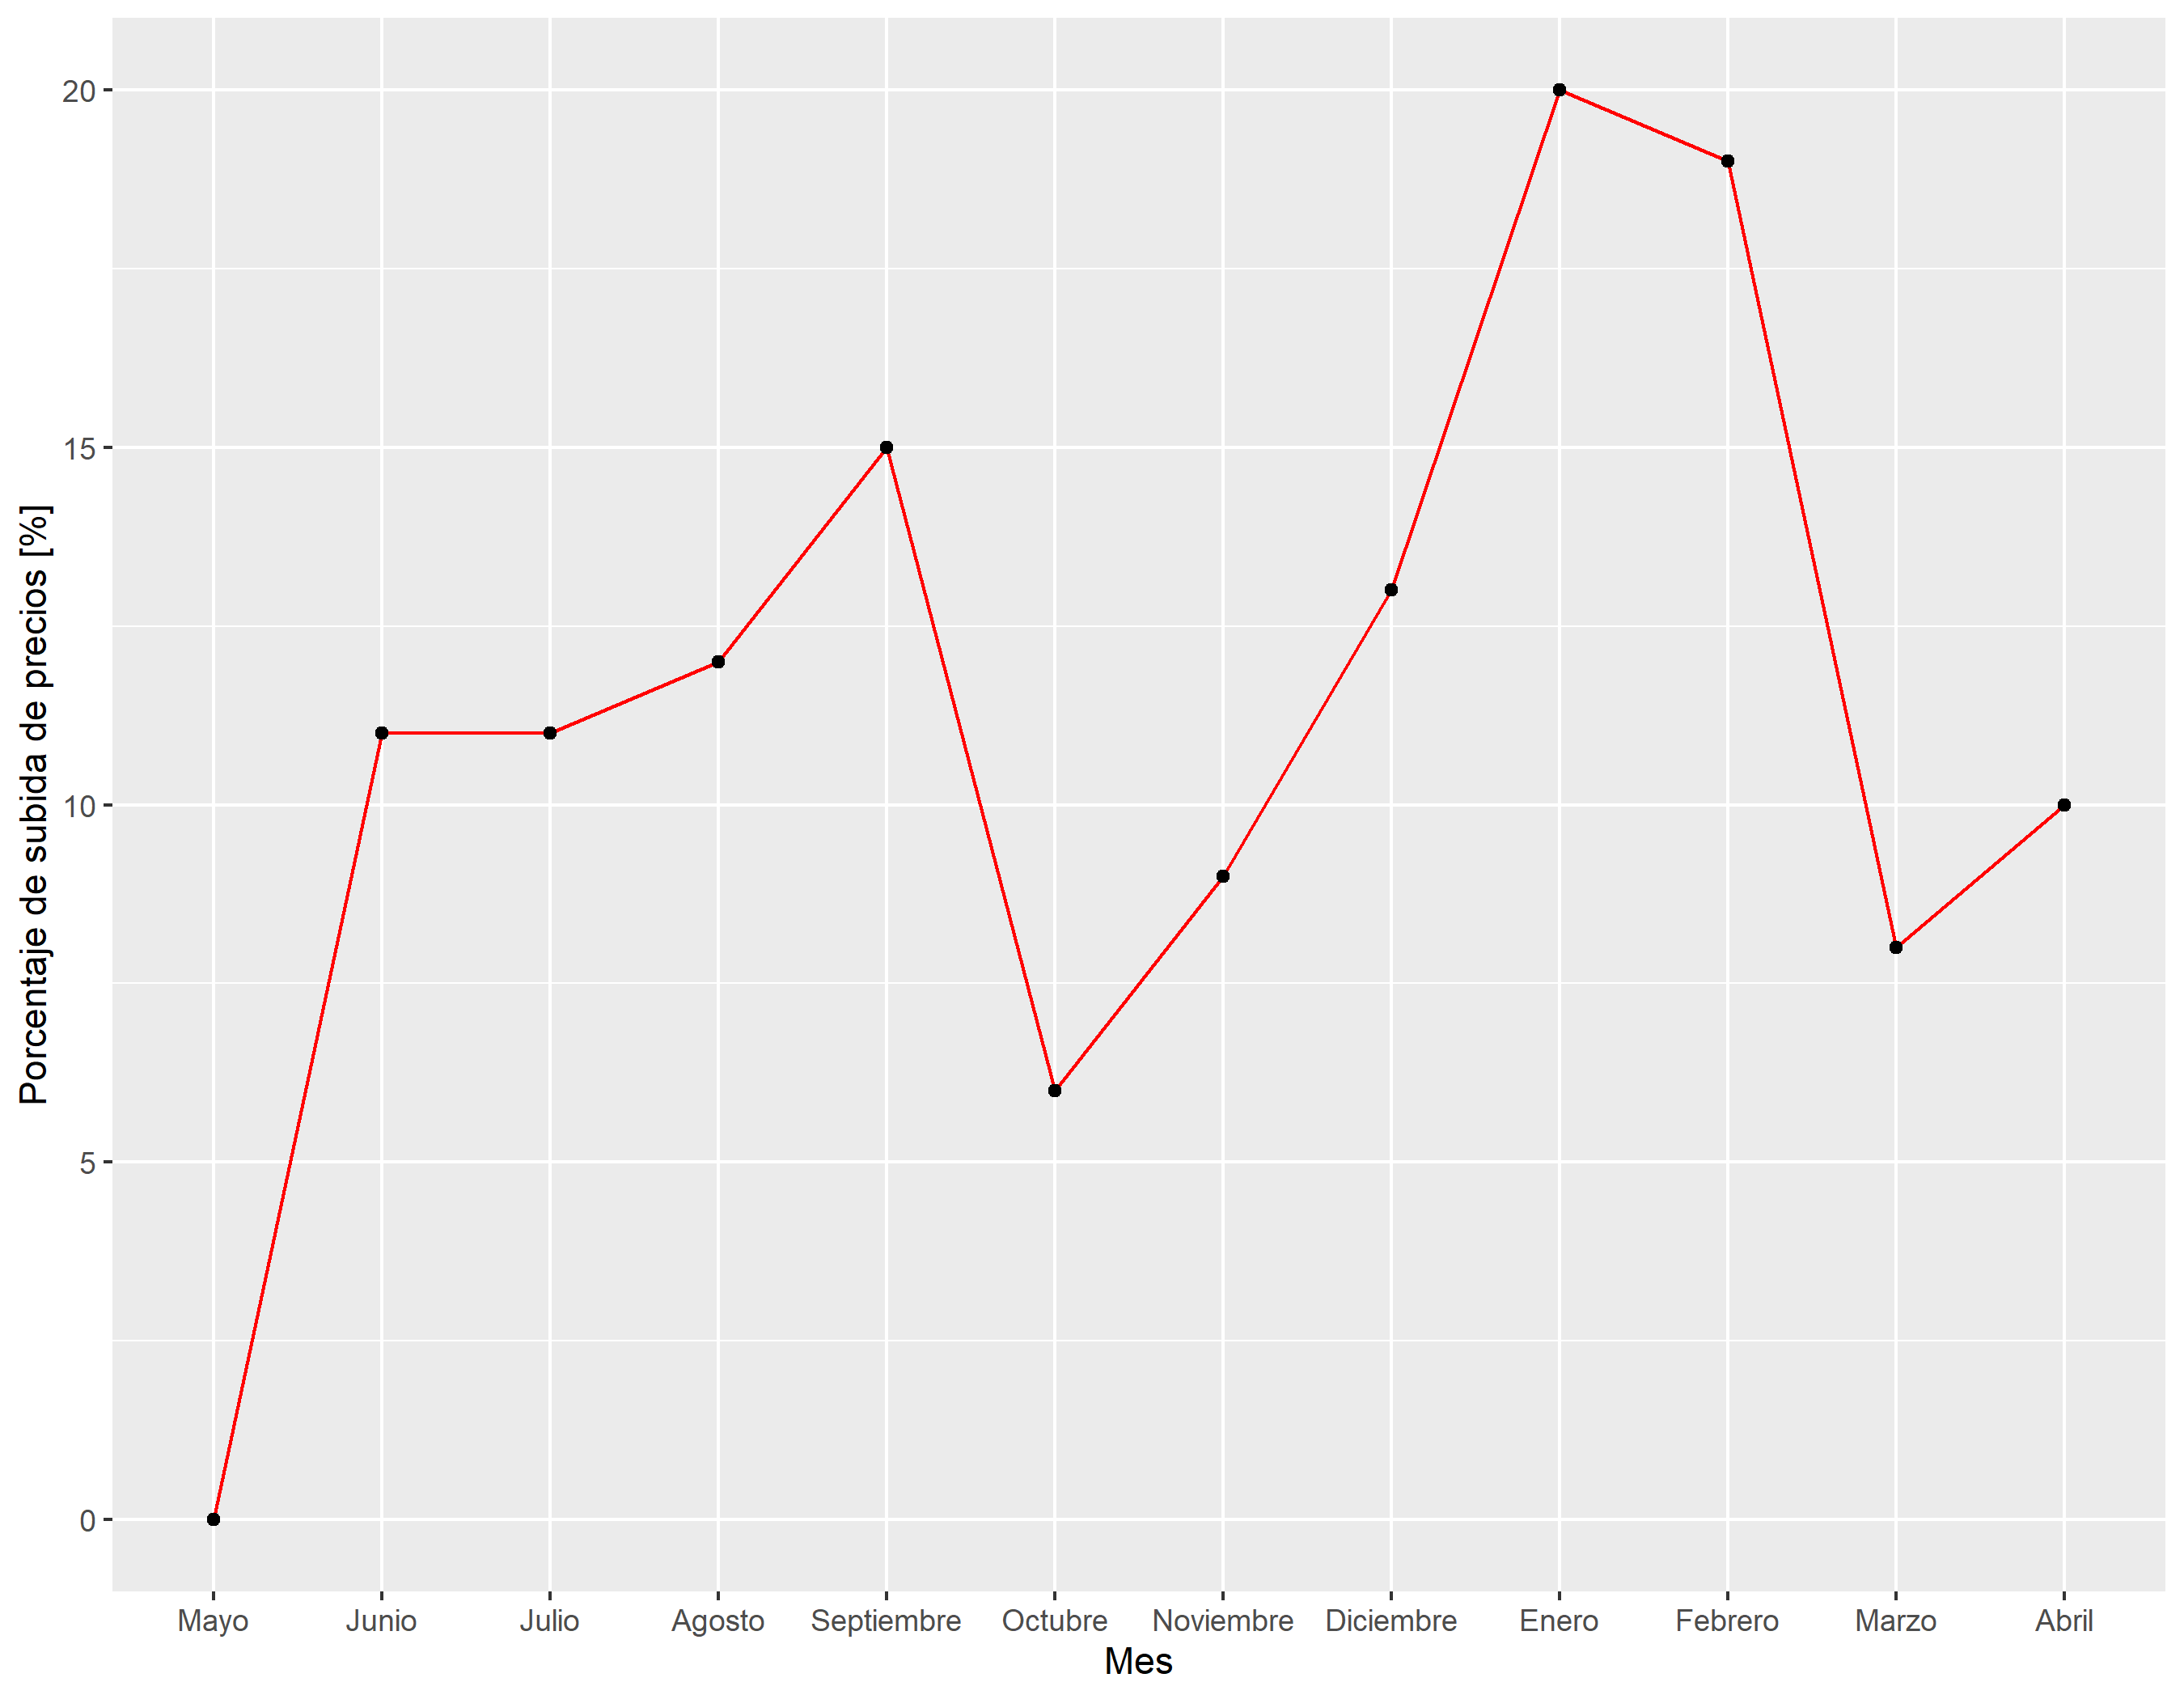 Porcentaje de subida de precios [%]
20
15
10
5
0
Mayo Junio Julio Agosto Septiembre Octubre Noviembre Diciembre Enero Febrero Marzo Abril
Mes